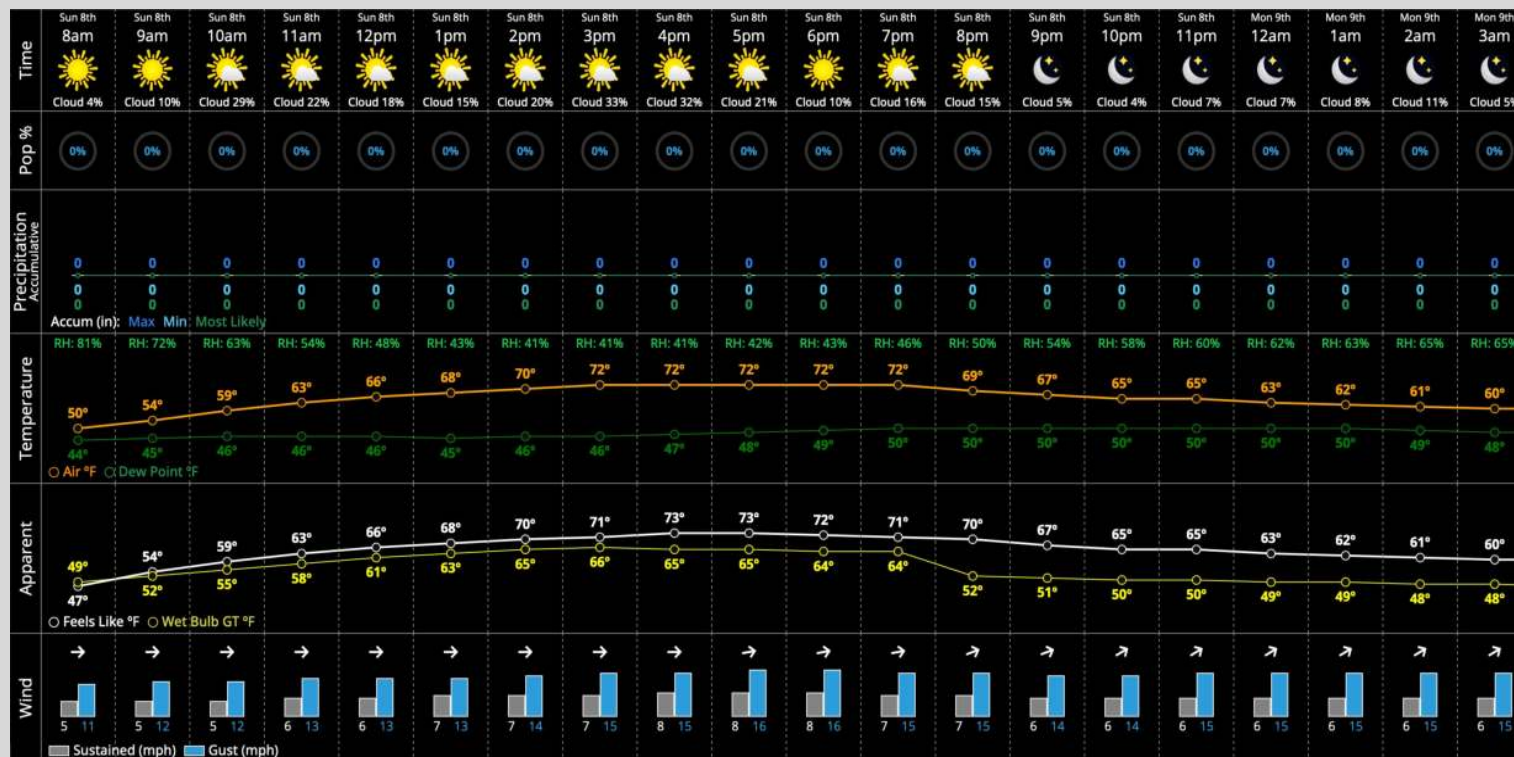 Time
Sun 8th Sun 8th Sun 8th Sun 8th Sun 8th Sun 8th Sun 8th Sun 8th Sun 8th Sun 8th Sun 8th Sun 8th Sun 8th Sun 8th Sun 8th Sun 8th Mon 9th Mon 9th Mon 9th Mon 9th
8am 9am 10am 11am 12pm 1pm 2pm 3pm 4pm 5pm 6pm 7pm 8pm 9pm 10pm 11pm 12am 1am 2am 3am
Cloud 4% Cloud 10% Cloud 29% Cloud 22% Cloud 18% Cloud 15% Cloud 20% Cloud 33% Cloud 32% Cloud 21% Cloud 10% Cloud 16% Cloud 15% Cloud 5% Cloud 4% Cloud 7% Cloud 7% Cloud 8% Cloud 11% Cloud 5%
Pop %
0% 0% 0% 0% 0% 0% 0% 0% 0% 0% 0% 0% 0% 0% 0% 0% 0% 0% 0% 0%
Precipitation
Accumulative
0 0 0 0 0 0 0 0 0 0 0 0 0 0 0 0 0 0 0 0
0 0 0 0 0 0 0 0 0 0 0 0 0 0 0 0 0 0 0 0
0 0 0 0 0 0 0 0 0 0 0 0 0 0 0 0 0 0 0 0
Accum (in): Max Min Most Likely
Temperature
RH: 81% RH: 72% RH: 63% RH: 54% RH: 48% RH: 43% RH: 41% RH: 41% RH: 41% RH: 42% RH: 43% RH: 46% RH: 50% RH: 54% RH: 58% RH: 60% RH: 62% RH: 63% RH: 65% RH: 65%
50° 54° 59° 63° 66° 68° 70° 72° 72° 72° 72° 72° 69° 67° 65° 65° 63° 62° 61° 60°
44° 45° 46° 46° 46° 45° 46° 46° 47° 48° 49° 50° 50° 50° 50° 50° 50° 50° 49° 48°
Air °F Dew Point °F
Apparent
47° 54° 59° 63° 66° 68° 70° 71° 73° 73° 72° 71° 70° 67° 65° 65° 63° 62° 61° 60°
49° 52° 55° 58° 61° 63° 65° 66° 65° 65° 64° 64° 52° 51° 50° 50° 49° 49° 48° 48°
Feels Like °F Wet Bulb GT °F
Wind
5 11 5 12 5 12 6 13 6 13 7 13 7 14 7 15 8 15 8 16 8 16 7 15 7 15 6 14 6 14 6 15 6 15 6 15 6 15 6 15
Sustained (mph) Gust (mph)